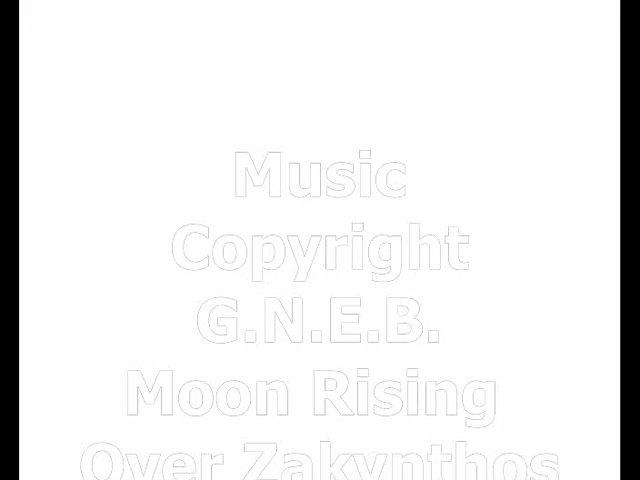 Music
Copyright
G.N.E.B.
Moon Rising
Over Zakynthos